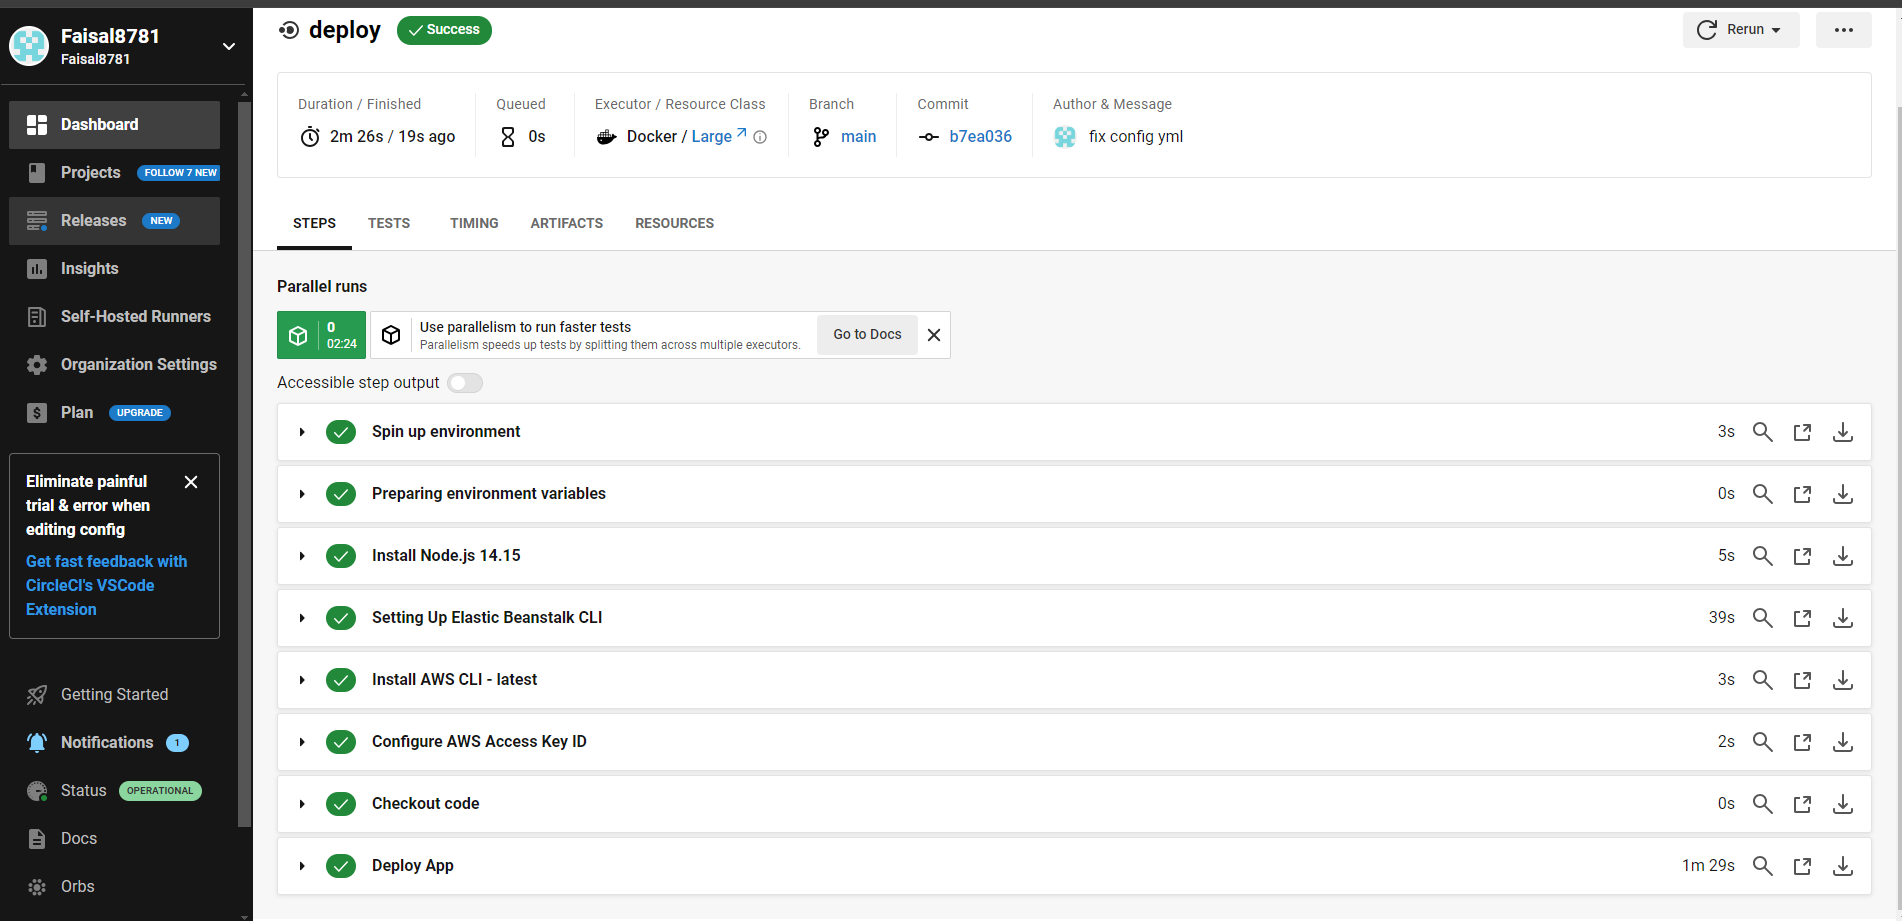 Faisal8781
Faisal8781
Dashboard
Projects FOLLOW 7 NEW
Releases NEW
Insights
Self-Hosted Runners
Organization Settings
Plan UPGRADE
Eliminate painful
trial & error when
editing config
Get fast feedback with
CircleCI's VSCode
Extension
Getting Started
Notifications 1
Status OPERATIONAL
Docs
Orbs
deploy Success
Rerun
Duration / Finished
2m 26s / 19s ago
Queued
0s
Executor / Resource Class
Docker / Large
Branch
main
Commit
b7ea036
Author & Message
fix config yml
STEPS TESTS TIMING ARTIFACTS RESOURCES
Parallel runs
0
02:24
Use parallelism to run faster tests
Parallelism speeds up tests by splitting them across multiple executors.
Go to Docs
Accessible step output
Spin up environment 3s
Preparing environment variables 0s
Install Node.js 14.15 5s
Setting Up Elastic Beanstalk CLI 39s
Install AWS CLI - latest 3s
Configure AWS Access Key ID 2s
Checkout code 0s
Deploy App 1m 29s